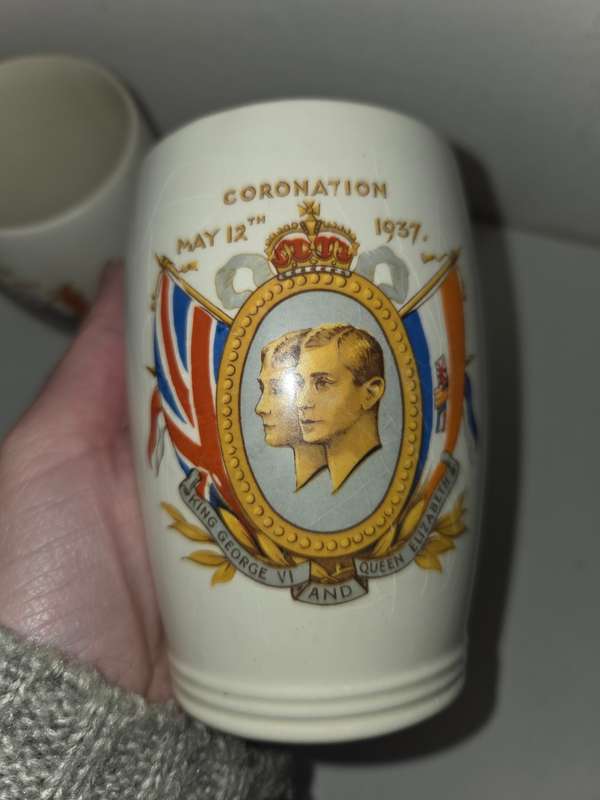 CORONATION
MAY 12TH 1937.
KING GEORGE VI
AND
QUEEN ELIZABETH